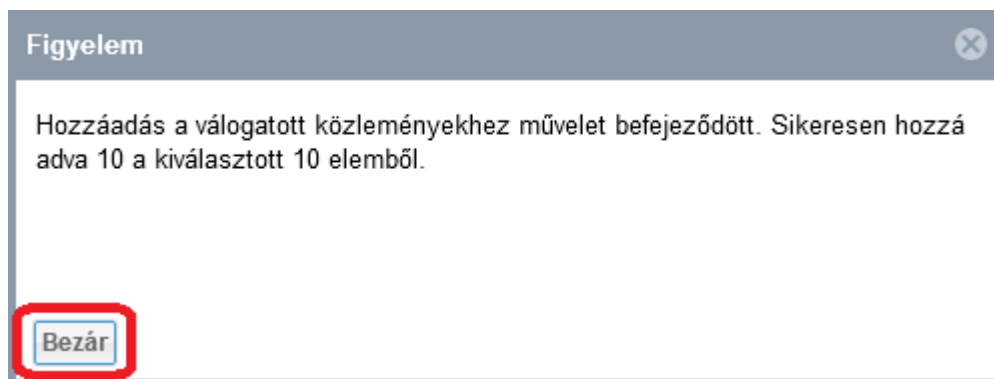 Figyelem
Hozzáadás a válogatott közleményekhez művelet befejeződött. Sikeresen hozzá
adva 10 a kiválasztott 10 elemből.
Bezár